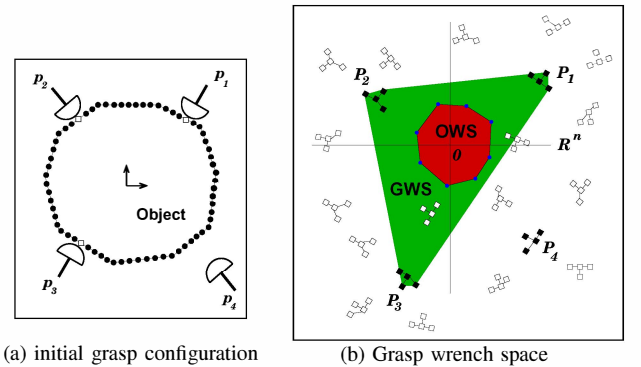 p2
p1
Object
p3
p4
(a) initial grasp configuration
P1
P2
OWS
0
R^n
GWS
P4
P3
(b) Grasp wrench space